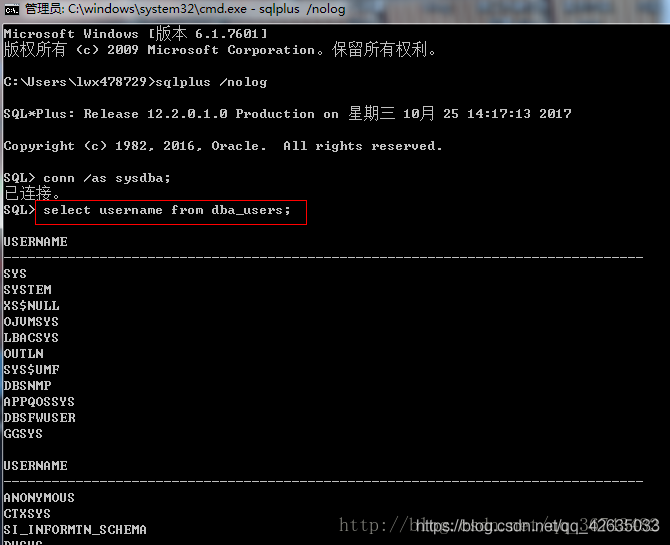 管理员: C:\windows\system32\cmd.exe - sqlplus /nolog
Microsoft Windows [版本 6.1.7601]
版权所有 (c) 2009 Microsoft Corporation。保留所有权利。
C:\Users\lwx478729>sqlplus /nolog
SQL*Plus: Release 12.2.0.1.0 Production on 星期三 10月 25 14:17:13 2017
Copyright (c) 1982, 2016, Oracle.  All rights reserved.
SQL> conn /as sysdba;
已连接。
SQL> select username from dba_users;
USERNAME
--------------------------------------------------------------------------------
SYS
SYSTEM
XS$NULL
OJVMSYS
LBACSYS
OUTLN
SYS$UMF
DBSNMP
APPQOSSYS
DBSFWUSER
GGSYS
USERNAME
--------------------------------------------------------------------------------
ANONYMOUS
CTXSYS
SI_INFORMTN_SCHEMA
https://blog.csdn.net/qq_42635033